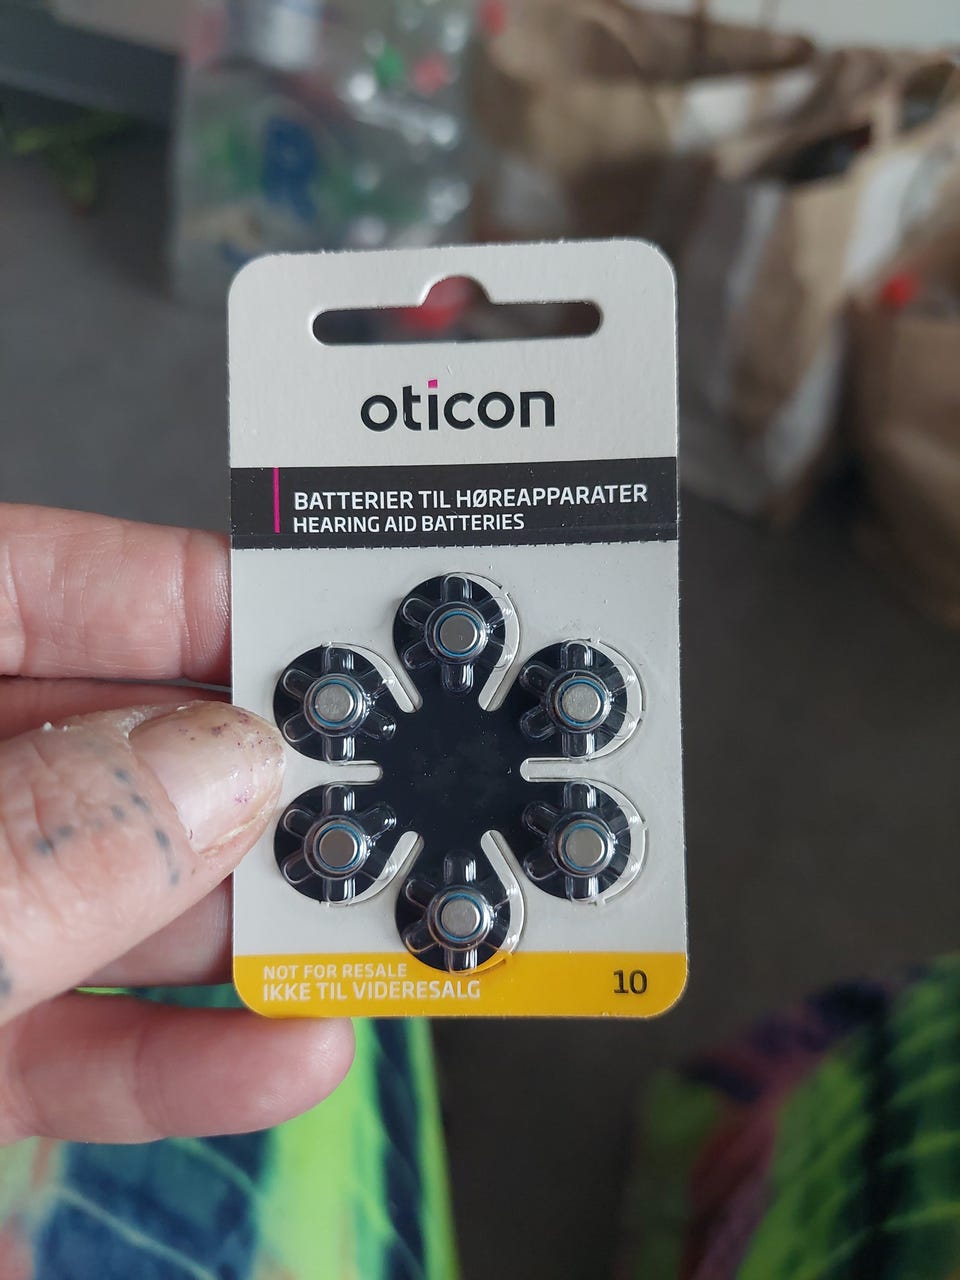 oticon
BATTERIER TIL HØREAPPARATER
HEARING AID BATTERIES
NOT FOR RESALE
IKKE TIL VIDERESALG
10